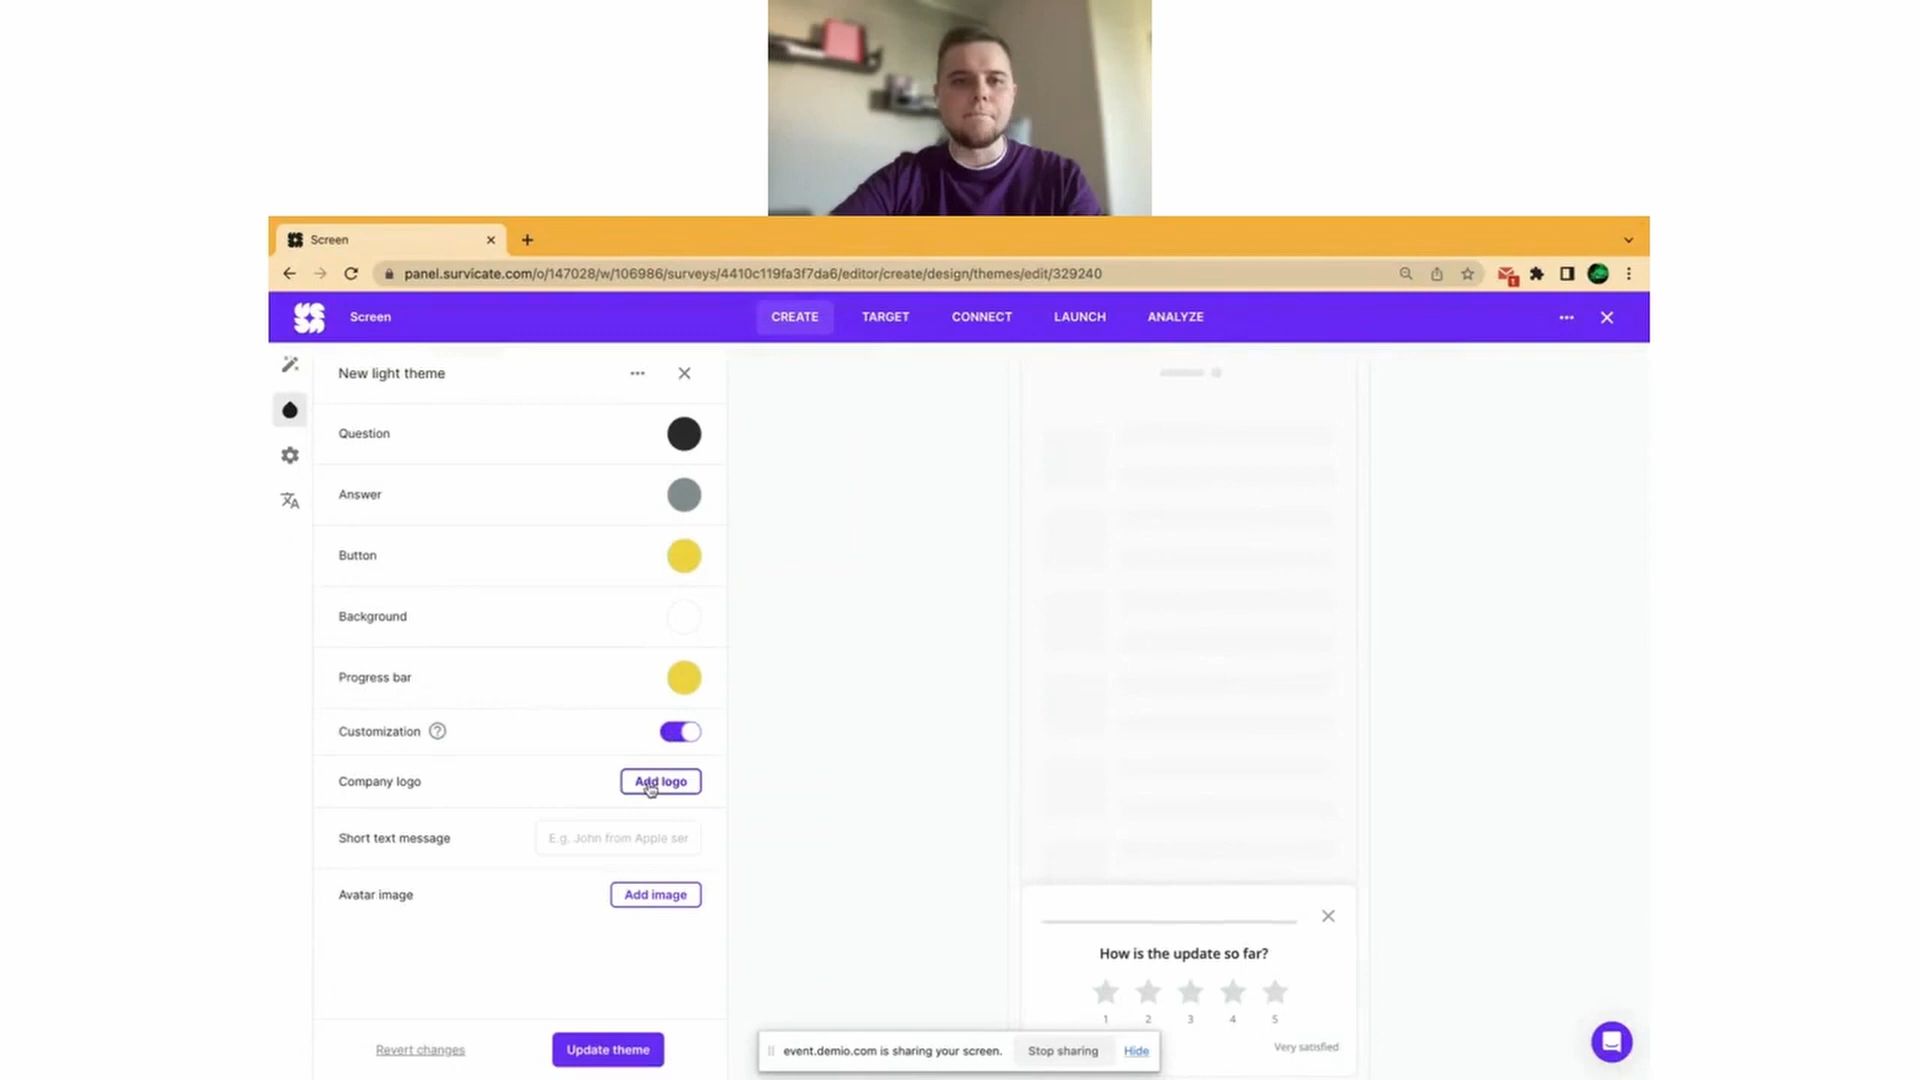 Screen
panel.survicate.com/o/147028/w/106986/surveys/4410c119fa3f7da6/editor/create/design/themes/edit/329240
1
Screen
CREATE
TARGET
CONNECT
LAUNCH
ANALYZE
New light theme
Question
Answer
Button
Background
Progress bar
Customization ?
Company logo
Add logo
Short text message
E.g. John from Apple ser
Avatar image
Add image
Revert changes
Update theme
How is the update so far?
1 2 3 4 5
Very satisfied
event.demio.com is sharing your screen.
Stop sharing
Hide